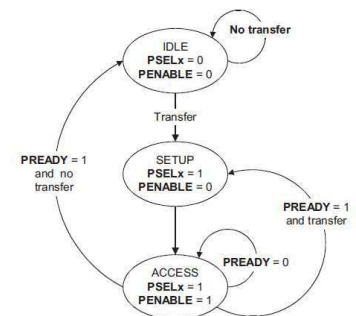 No transfer
IDLE
PSELx = 0
PENABLE = 0
Transfer
SETUP
PSELx = 1
PENABLE = 0
PREADY = 1
and no
transfer
PREADY = 1
and transfer
PREADY = 0
ACCESS
PSELx = 1
PENABLE = 1